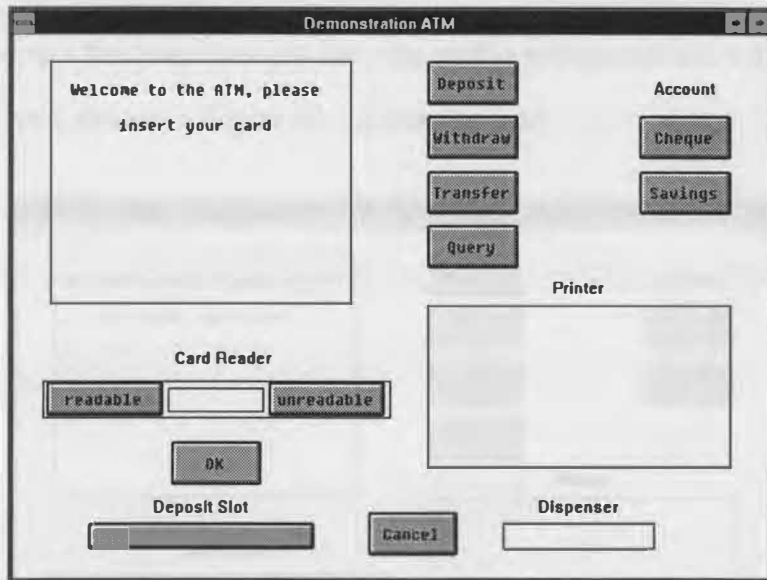 Demonstration ATM
Welcome to the ATM, please
insert your card
Deposit
Withdraw
Transfer
Query
Account
Cheque
Savings
Printer
Card Reader
readable
unreadable
OK
Deposit Slot
Cancel
Dispenser